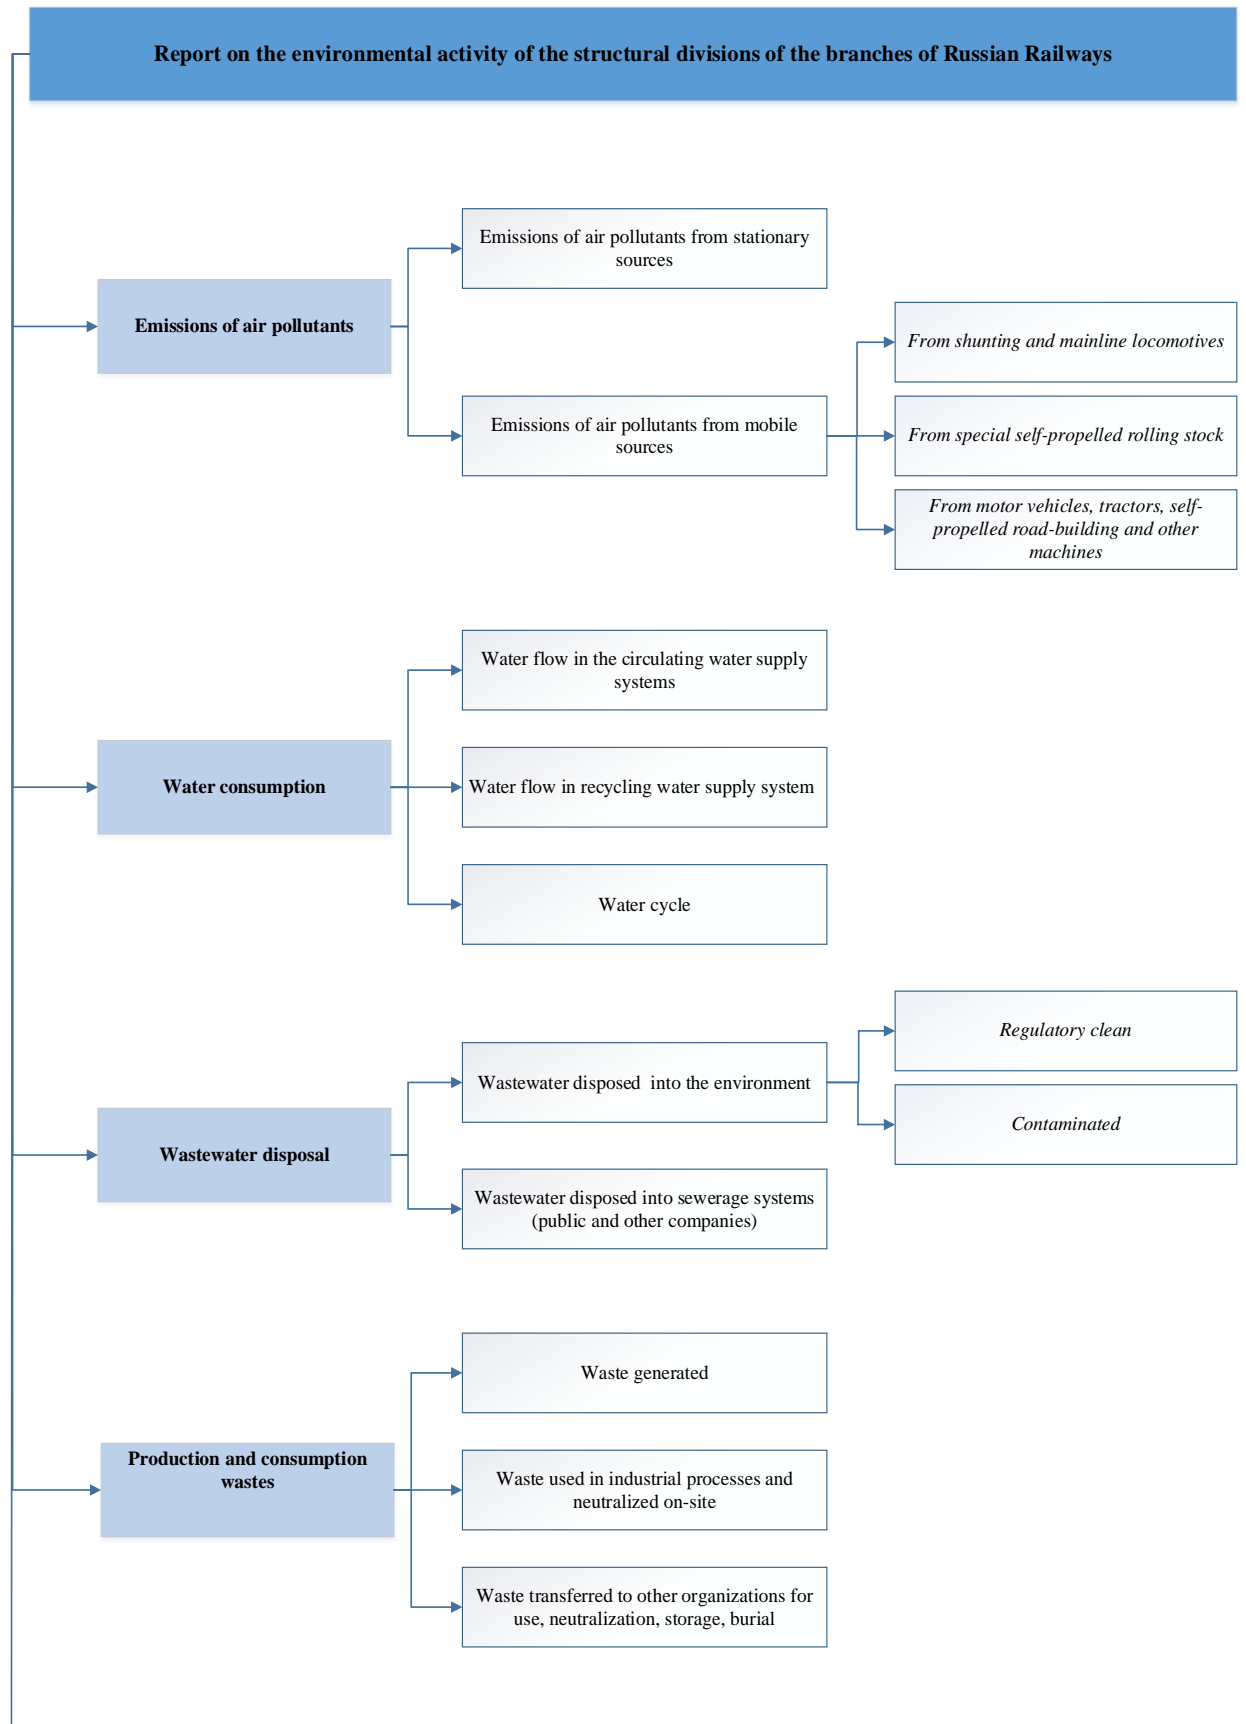 Report on the environmental activity of the structural divisions of the branches of Russian Railways
Emissions of air pollutants
Emissions of air pollutants from stationary
sources
Emissions of air pollutants from mobile
sources
From shunting and mainline locomotives
From special self-propelled rolling stock
From motor vehicles, tractors, self-
propelled road-building and other
machines
Water consumption
Water flow in the circulating water supply
systems
Water flow in recycling water supply system
Water cycle
Wastewater disposal
Wastewater disposed into the environment
Regulatory clean
Contaminated
Wastewater disposed into sewerage systems
(public and other companies)
Production and consumption
wastes
Waste generated
Waste used in industrial processes and
neutralized on-site
Waste transferred to other organizations for
use, neutralization, storage, burial